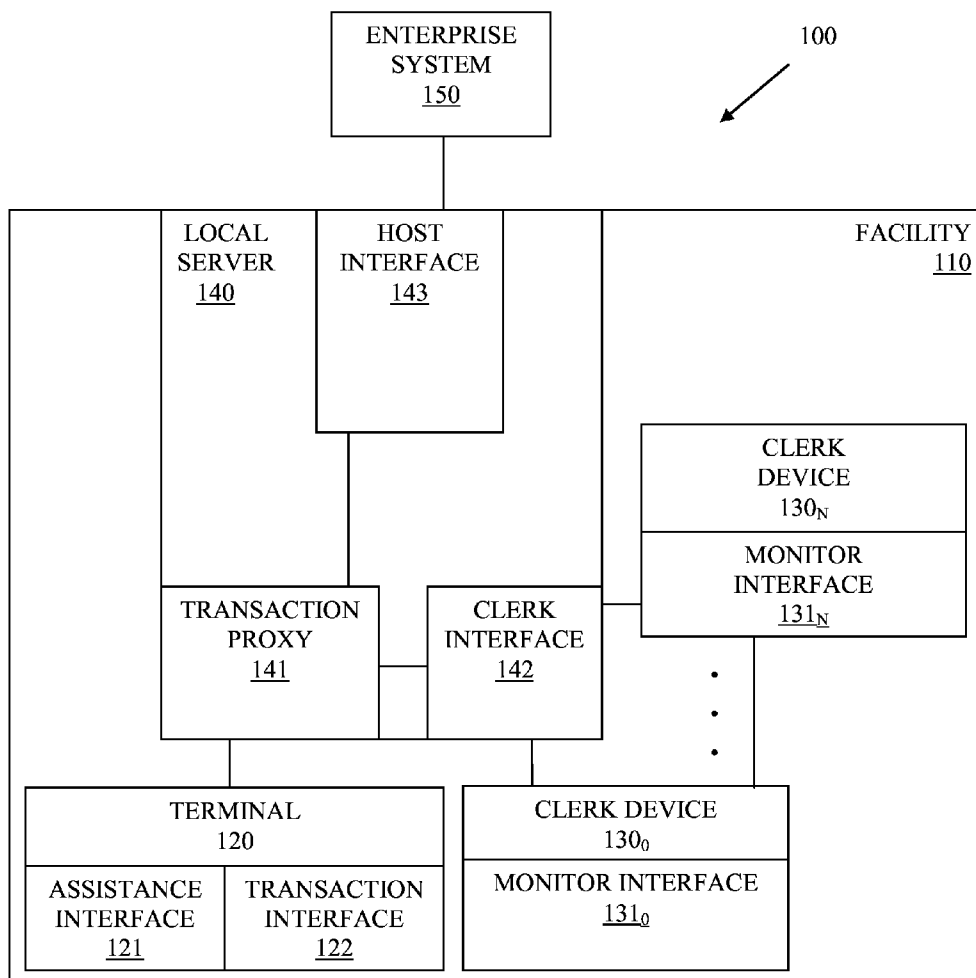 ENTERPRISE
SYSTEM
150
100
LOCAL
SERVER
140
HOST
INTERFACE
143
FACILITY
110
CLERK
DEVICE
130N
MONITOR
INTERFACE
131N
TRANSACTION
PROXY
141
CLERK
INTERFACE
142
TERMINAL
120
ASSISTANCE
INTERFACE
121
TRANSACTION
INTERFACE
122
CLERK DEVICE
1300
MONITOR INTERFACE
1310